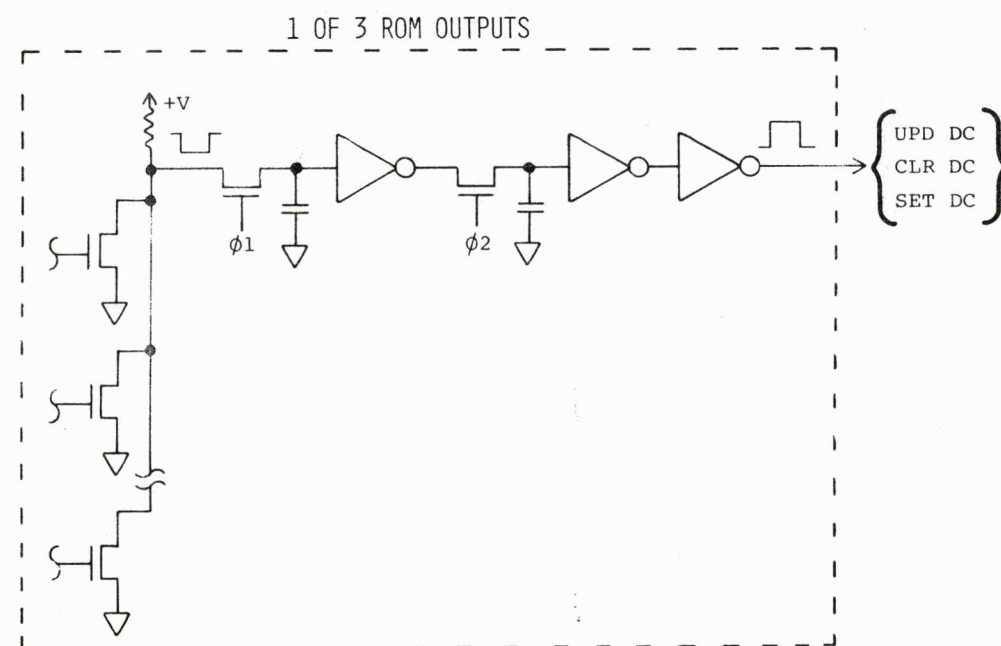 1 OF 3 ROM OUTPUTS
+V
φ1
φ2
UPD DC
CLR DC
SET DC